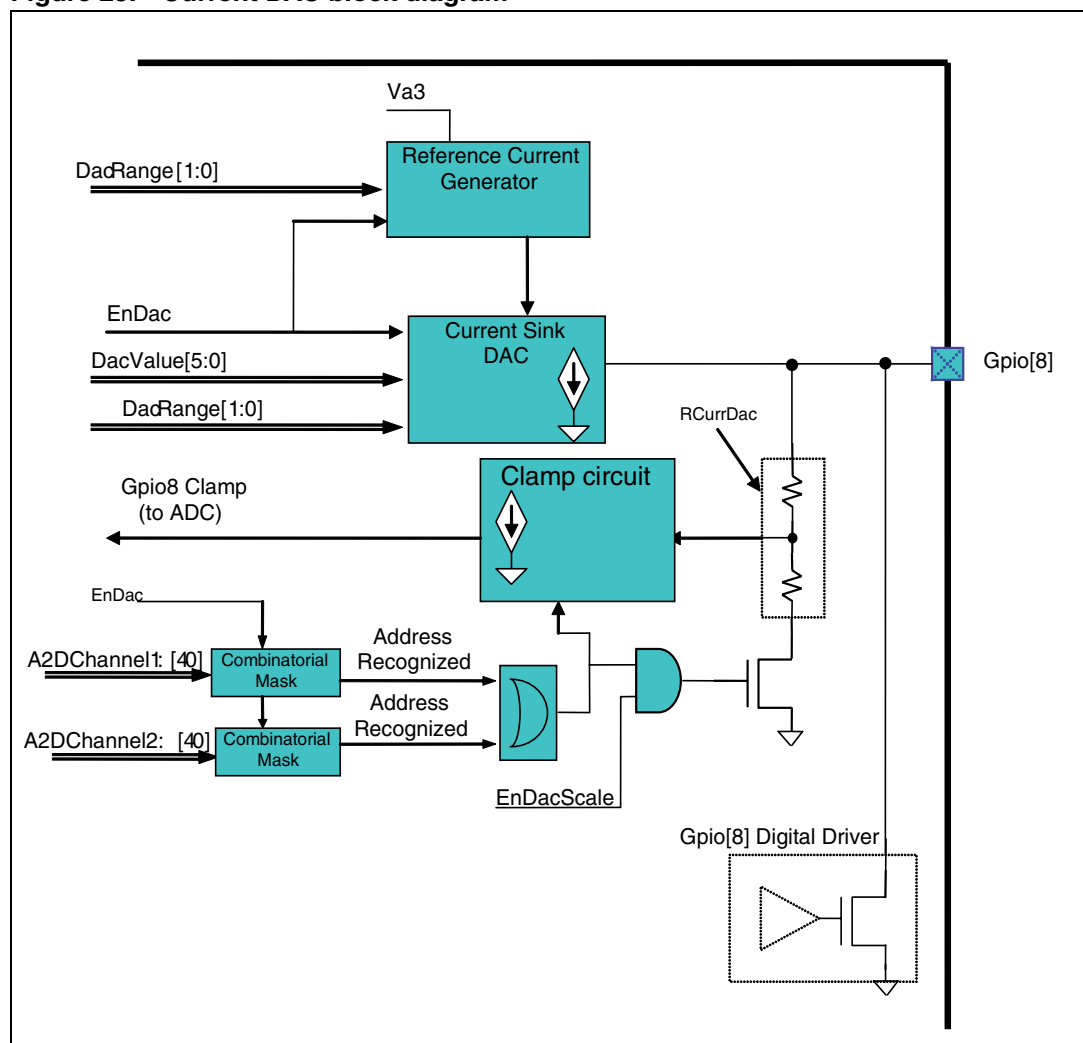 Va3
Reference Current
Generator
DacRange[1:0]
EnDac
Current Sink
DAC
DacValue[5:0]
DacRange[1:0]
Gpio[8]
RCurrDac
Clamp circuit
Gpio8 Clamp
(to ADC)
EnDac
A2DChannel1: [40]
Combinatorial
Mask
Address
Recognized
A2DChannel2: [40]
Combinatorial
Mask
Address
Recognized
EnDacScale
Gpio[8] Digital Driver